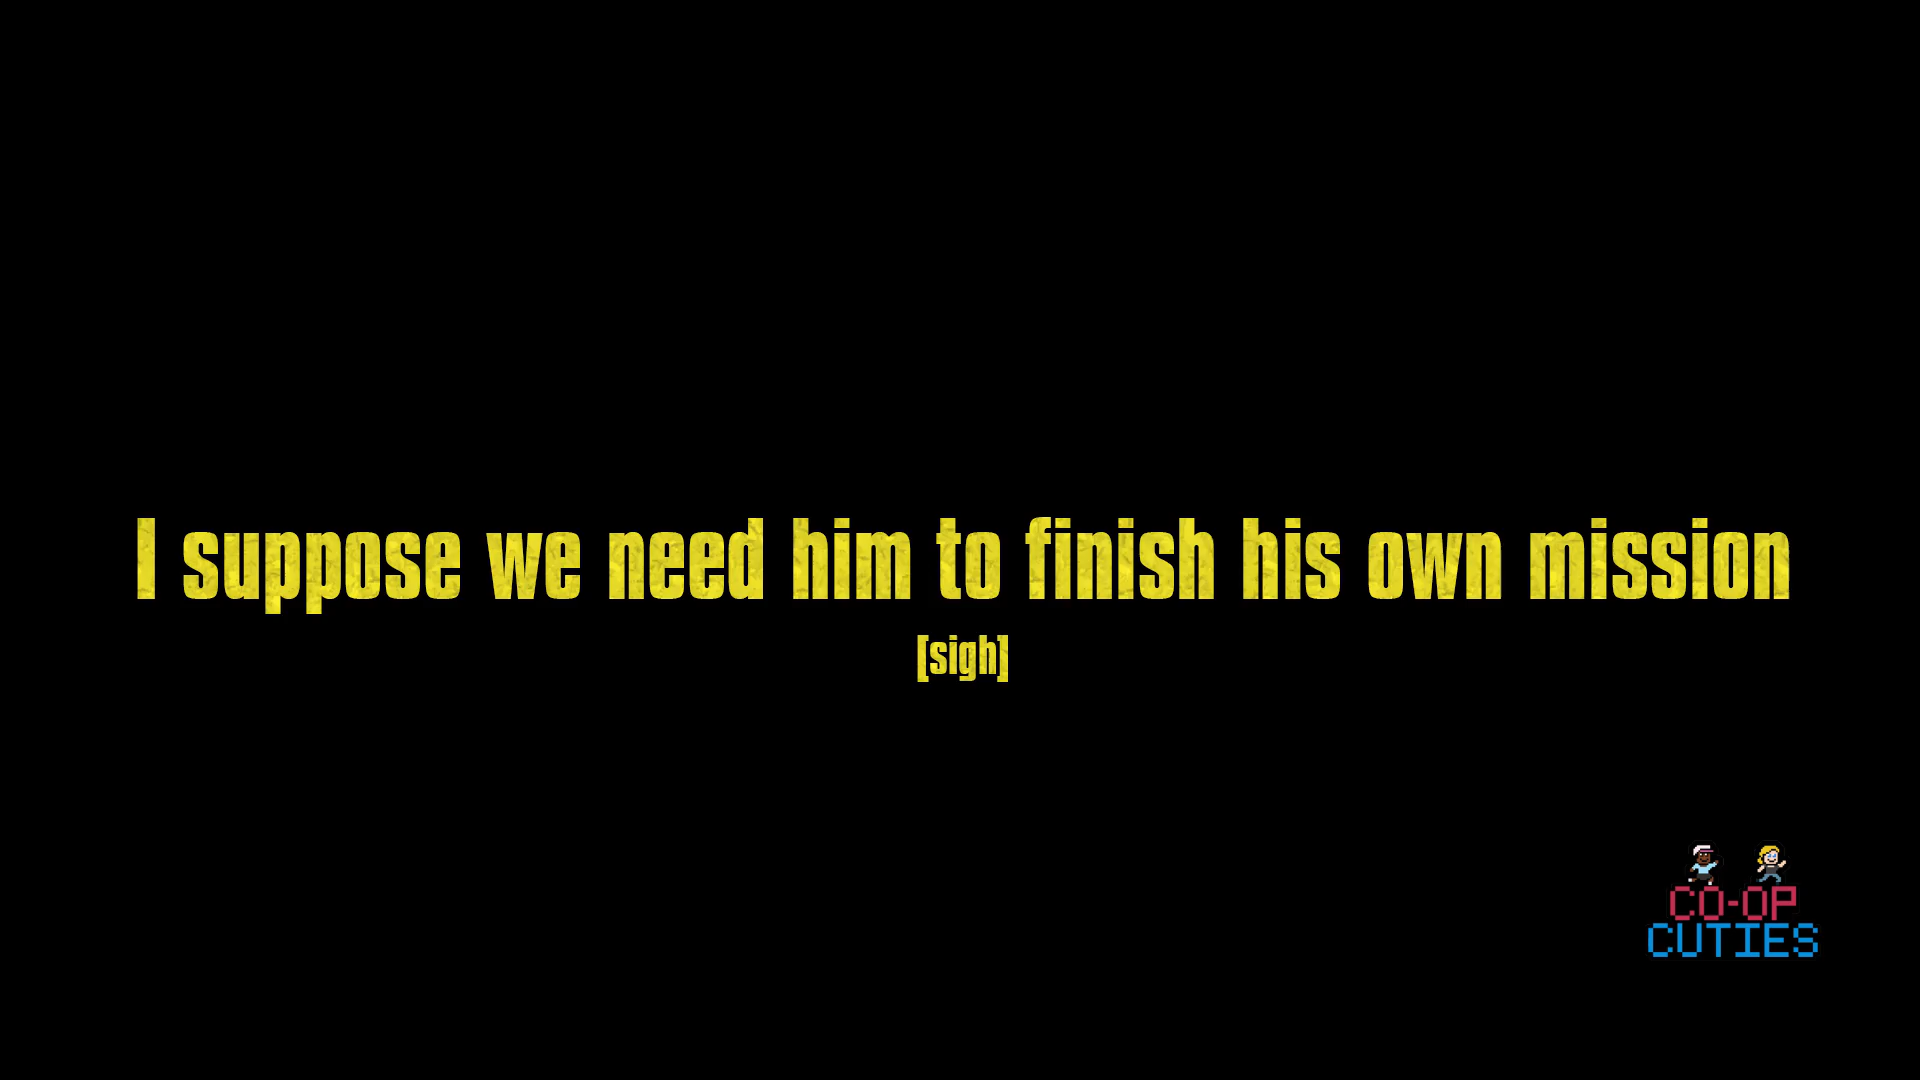 I suppose we need him to finish his own mission
[sigh]
CO-OP
CUTIES